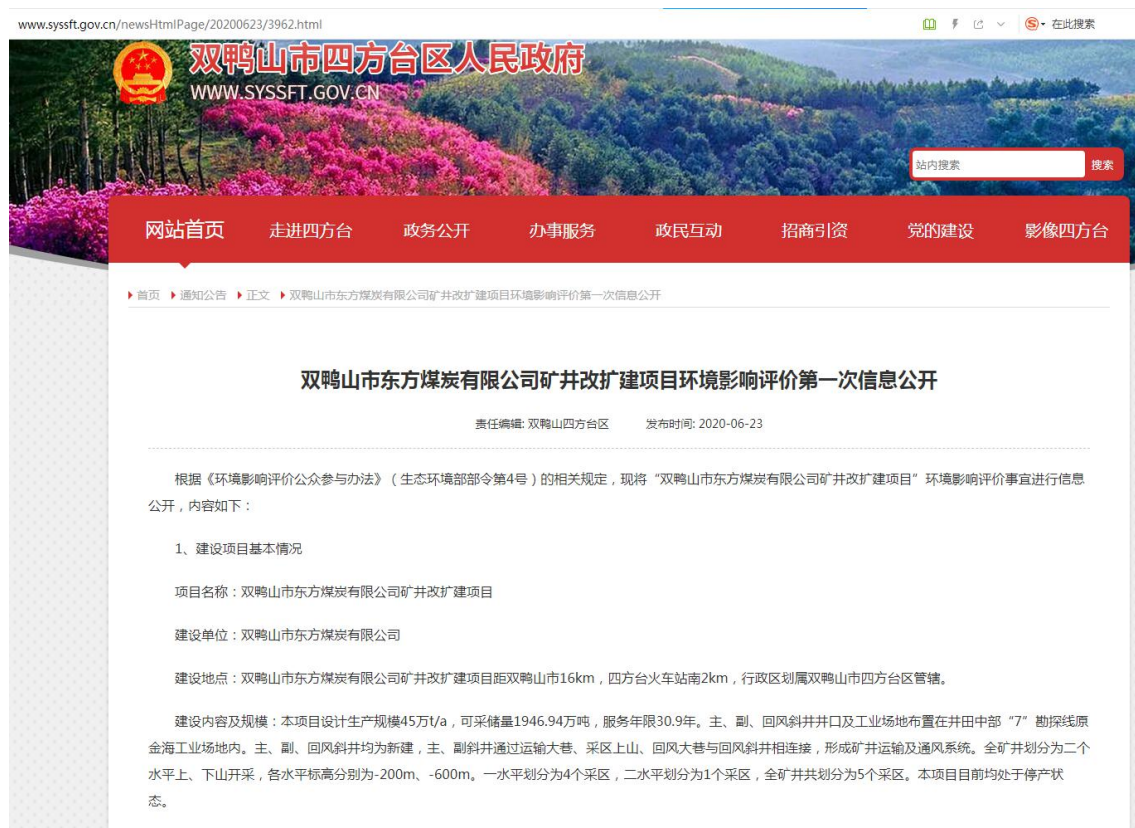 www.syssft.gov.cn/newsHtmlPage/20200623/3962.html
在此搜索
双鸭山市四方台区人民政府
WWW.SYSSFT.GOV.CN
站内搜索 搜索
网站首页 走进四方台 政务公开 办事服务 政民互动 招商引资 党的建设 影像四方台
首页 通知公告 正文 双鸭山市东方煤炭有限公司矿井改扩建项目环境影响评价第一次信息公开
双鸭山市东方煤炭有限公司矿井改扩建项目环境影响评价第一次信息公开
责任编辑: 双鸭山四方台区 发布时间: 2020-06-23
根据《环境影响评价公众参与办法》（生态环境部部令第4号）的相关规定，现将“双鸭山市东方煤炭有限公司矿井改扩建项目”环境影响评价事宜进行信息
公开，内容如下：
1、建设项目基本情况
项目名称：双鸭山市东方煤炭有限公司矿井改扩建项目
建设单位：双鸭山市东方煤炭有限公司
建设地点：双鸭山市东方煤炭有限公司矿井改扩建项目距双鸭山市16km，四方台火车站南2km，行政区划属双鸭山市四方台区管辖。
建设内容及规模：本项目设计生产规模45万t/a，可采储量1946.94万吨，服务年限30.9年。主、副、回风斜井井口及工业场地布置在井田中部“7”勘探线原
金海工业场地内。主、副、回风斜井均为新建，主、副斜井通过运输大巷、采区上山、回风大巷与回风斜井相连接，形成矿井运输及通风系统。全矿井划分为二个
水平上、下山开采，各水平标高分别为-200m、-600m。一水平划分为4个采区，二水平划分为1个采区，全矿井共划分为5个采区。本项目目前均处于停产状
态。